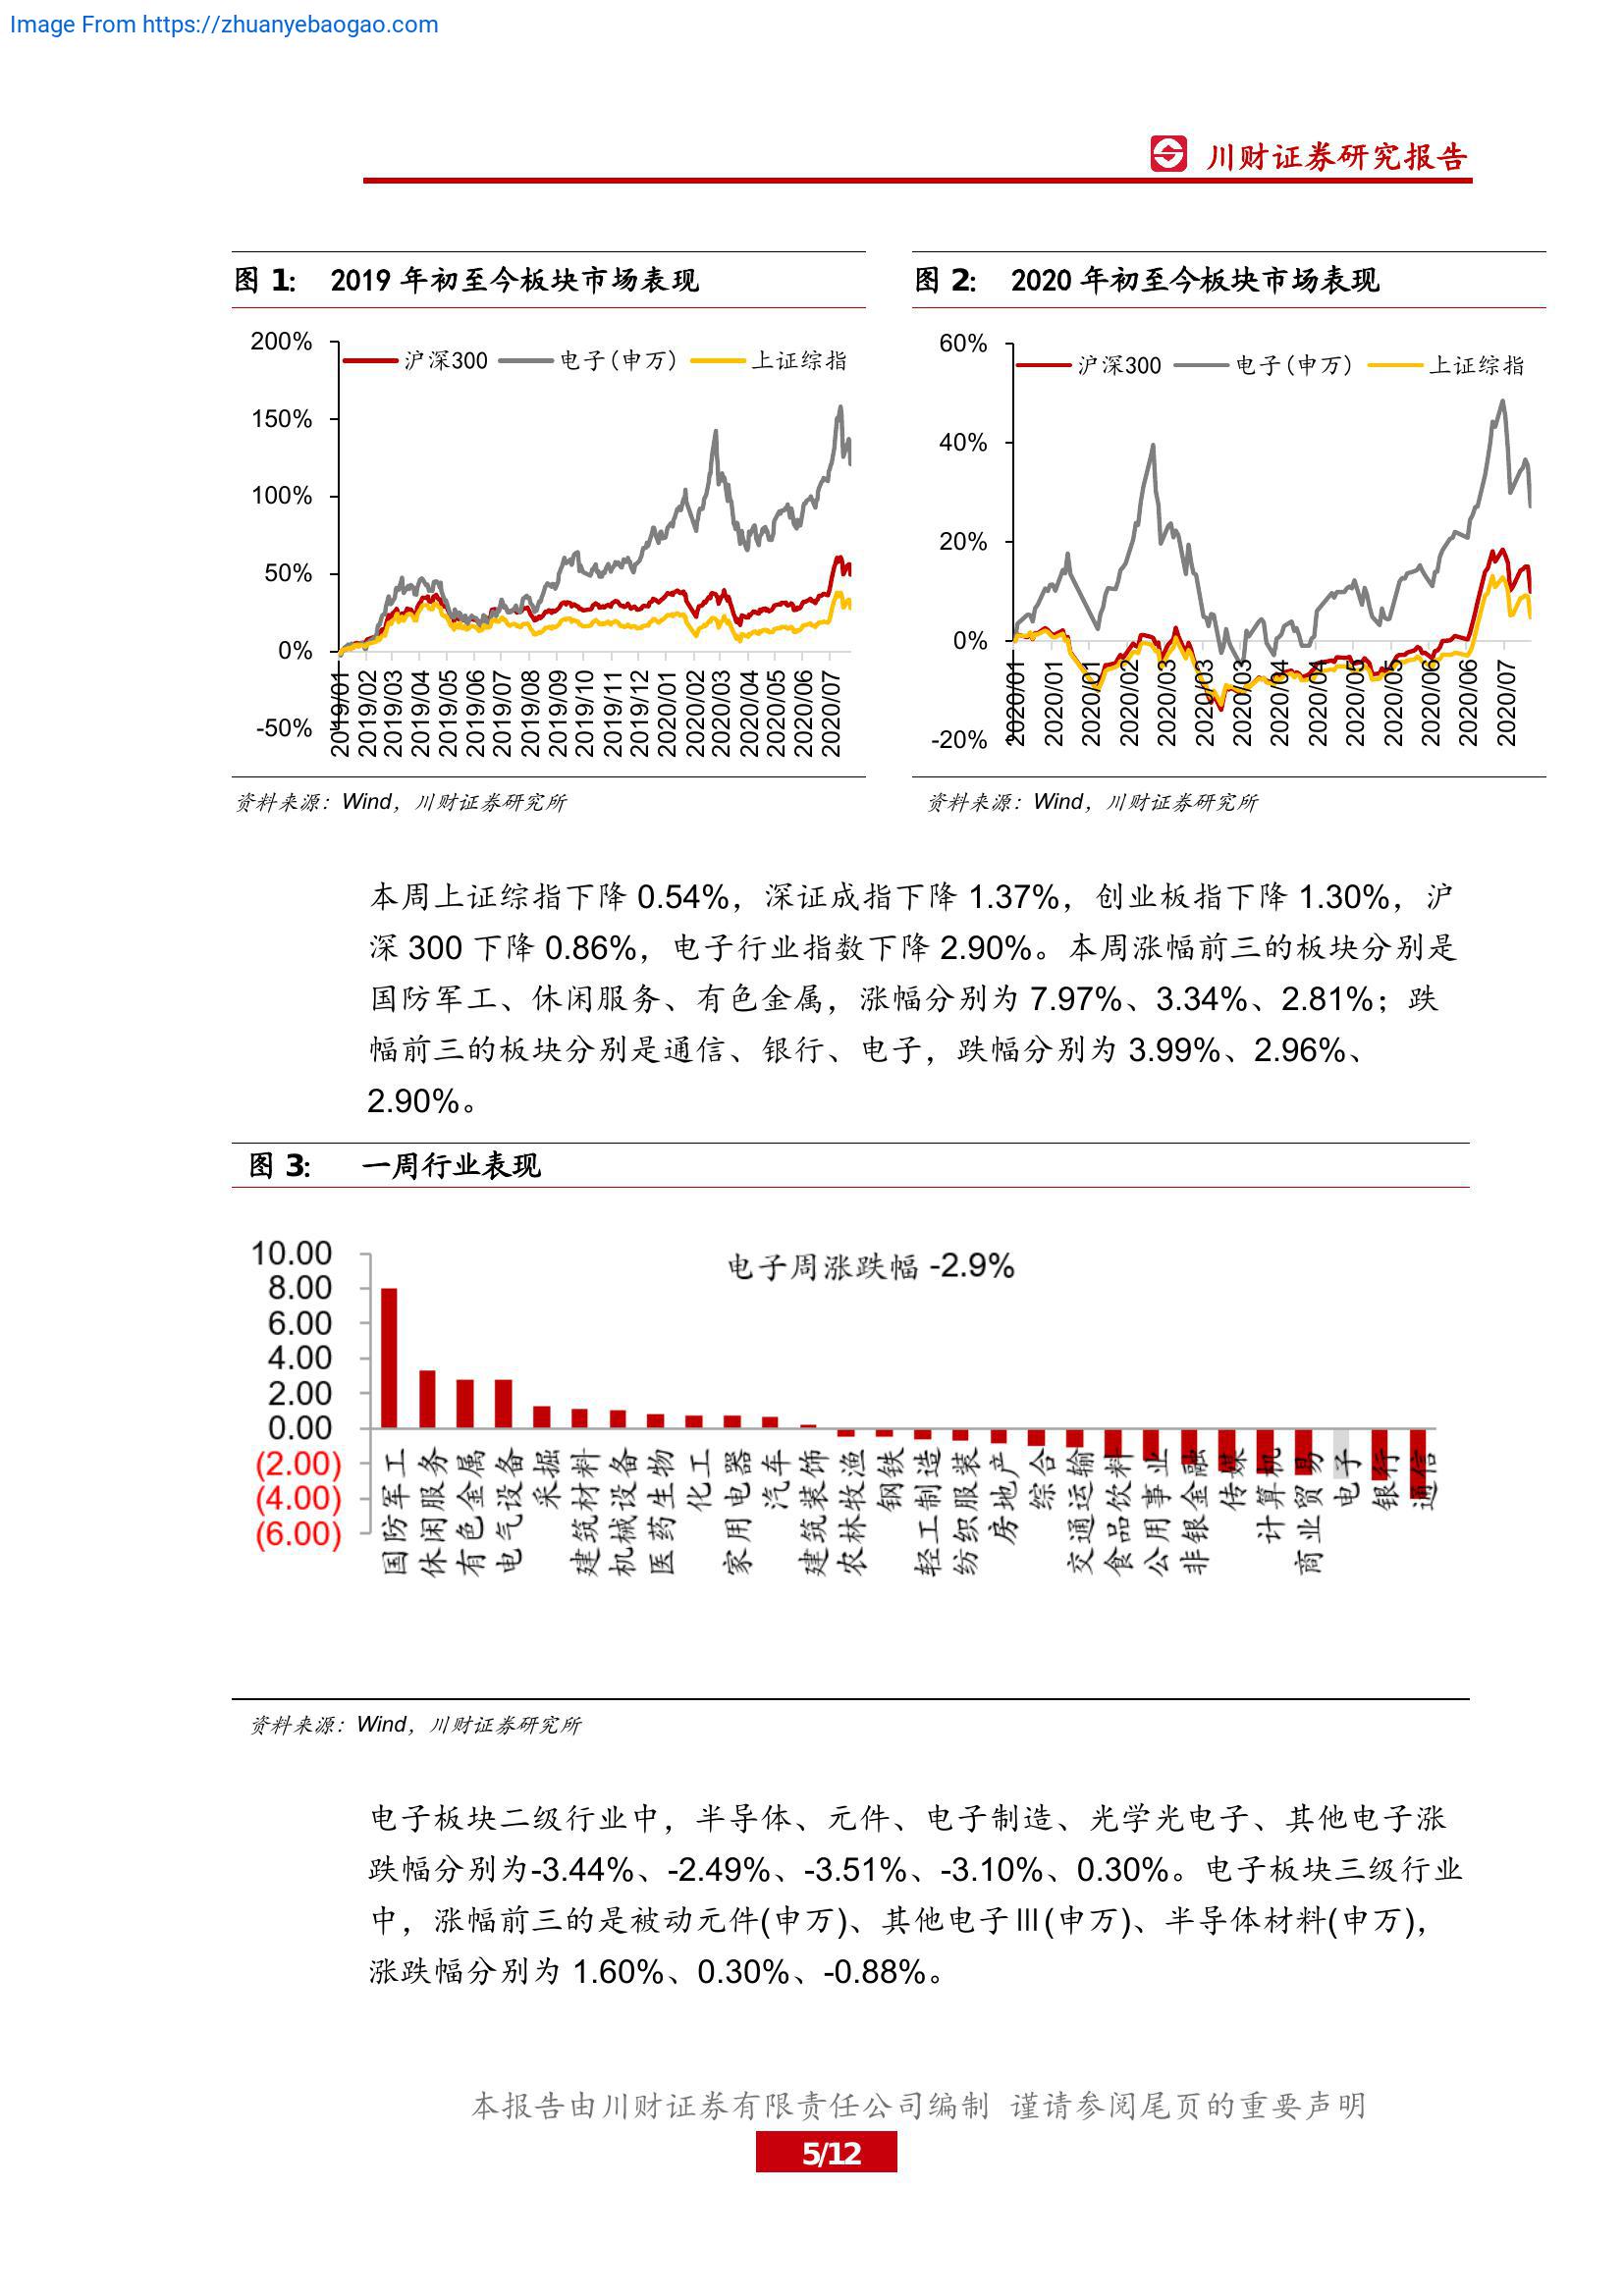 Image From https://zhuanyebaogao.com
川财证券研究报告
图 1: 2019 年初至今板块市场表现
200%
150%
100%
50%
0%
-50%
沪深300 电子(申万) 上证综指
2019/01 2019/02 2019/03 2019/04 2019/05 2019/06 2019/07 2019/08 2019/09 2019/10 2019/11 2019/12 2020/01 2020/02 2020/03 2020/04 2020/05 2020/06 2020/07
资料来源：Wind，川财证券研究所
图 2: 2020 年初至今板块市场表现
60%
40%
20%
0%
-20%
沪深300 电子(申万) 上证综指
2020/01 2020/01 2020/01 2020/02 2020/03 2020/03 2020/03 2020/04 2020/04 2020/05 2020/05 2020/06 2020/06 2020/07
资料来源：Wind，川财证券研究所
本周上证综指下降 0.54%，深证成指下降 1.37%，创业板指下降 1.30%，沪
深 300 下降 0.86%，电子行业指数下降 2.90%。本周涨幅前三的板块分别是
国防军工、休闲服务、有色金属，涨幅分别为 7.97%、3.34%、2.81%；跌
幅前三的板块分别是通信、银行、电子，跌幅分别为 3.99%、2.96%、
2.90%。
图 3: 一周行业表现
电子周涨跌幅 -2.9%
10.00
8.00
6.00
4.00
2.00
0.00
(2.00)
(4.00)
(6.00)
国防军工 休闲服务 有色金属 电气设备 采掘 建筑材料 机械设备 医药生物 化工 家用电器 汽车 建筑装饰 农林牧渔 钢铁 轻工制造 纺织服装 房地产 综合 交通运输 食品饮料 公用事业 非银金融 传媒 计算机 商业贸易 电子 银行 通信
资料来源：Wind，川财证券研究所
电子板块二级行业中，半导体、元件、电子制造、光学光电子、其他电子涨
跌幅分别为-3.44%、-2.49%、-3.51%、-3.10%、0.30%。电子板块三级行业
中，涨幅前三的是被动元件(申万)、其他电子Ⅲ(申万)、半导体材料(申万)，
涨跌幅分别为 1.60%、0.30%、-0.88%。
本报告由川财证券有限责任公司编制 谨请参阅尾页的重要声明
5/12